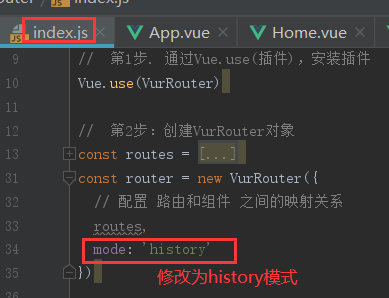 outer
index.js
index.js
App.vue
Home.vue
9 // 第1步. 通过Vue.use(插件), 安装插件
10 Vue.use(VurRouter)
11
12 // 第2步：创建VurRouter对象
13 const routes = [...]
31 const router = new VurRouter({
32 // 配置 路由和组件 之间的映射关系
33 routes,
34 mode: 'history'
35 })
修改为history模式